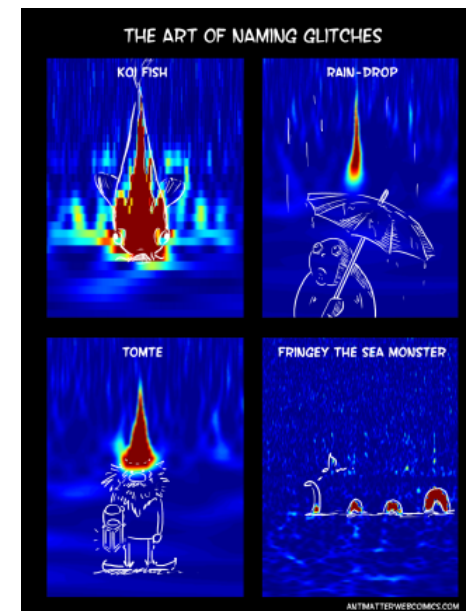 THE ART OF NAMING GLITCHES
KOI FISH
RAIN-DROP
TOMTE
FRINGEY THE SEA MONSTER
ANTIMATTERWEBCOMICS.COM